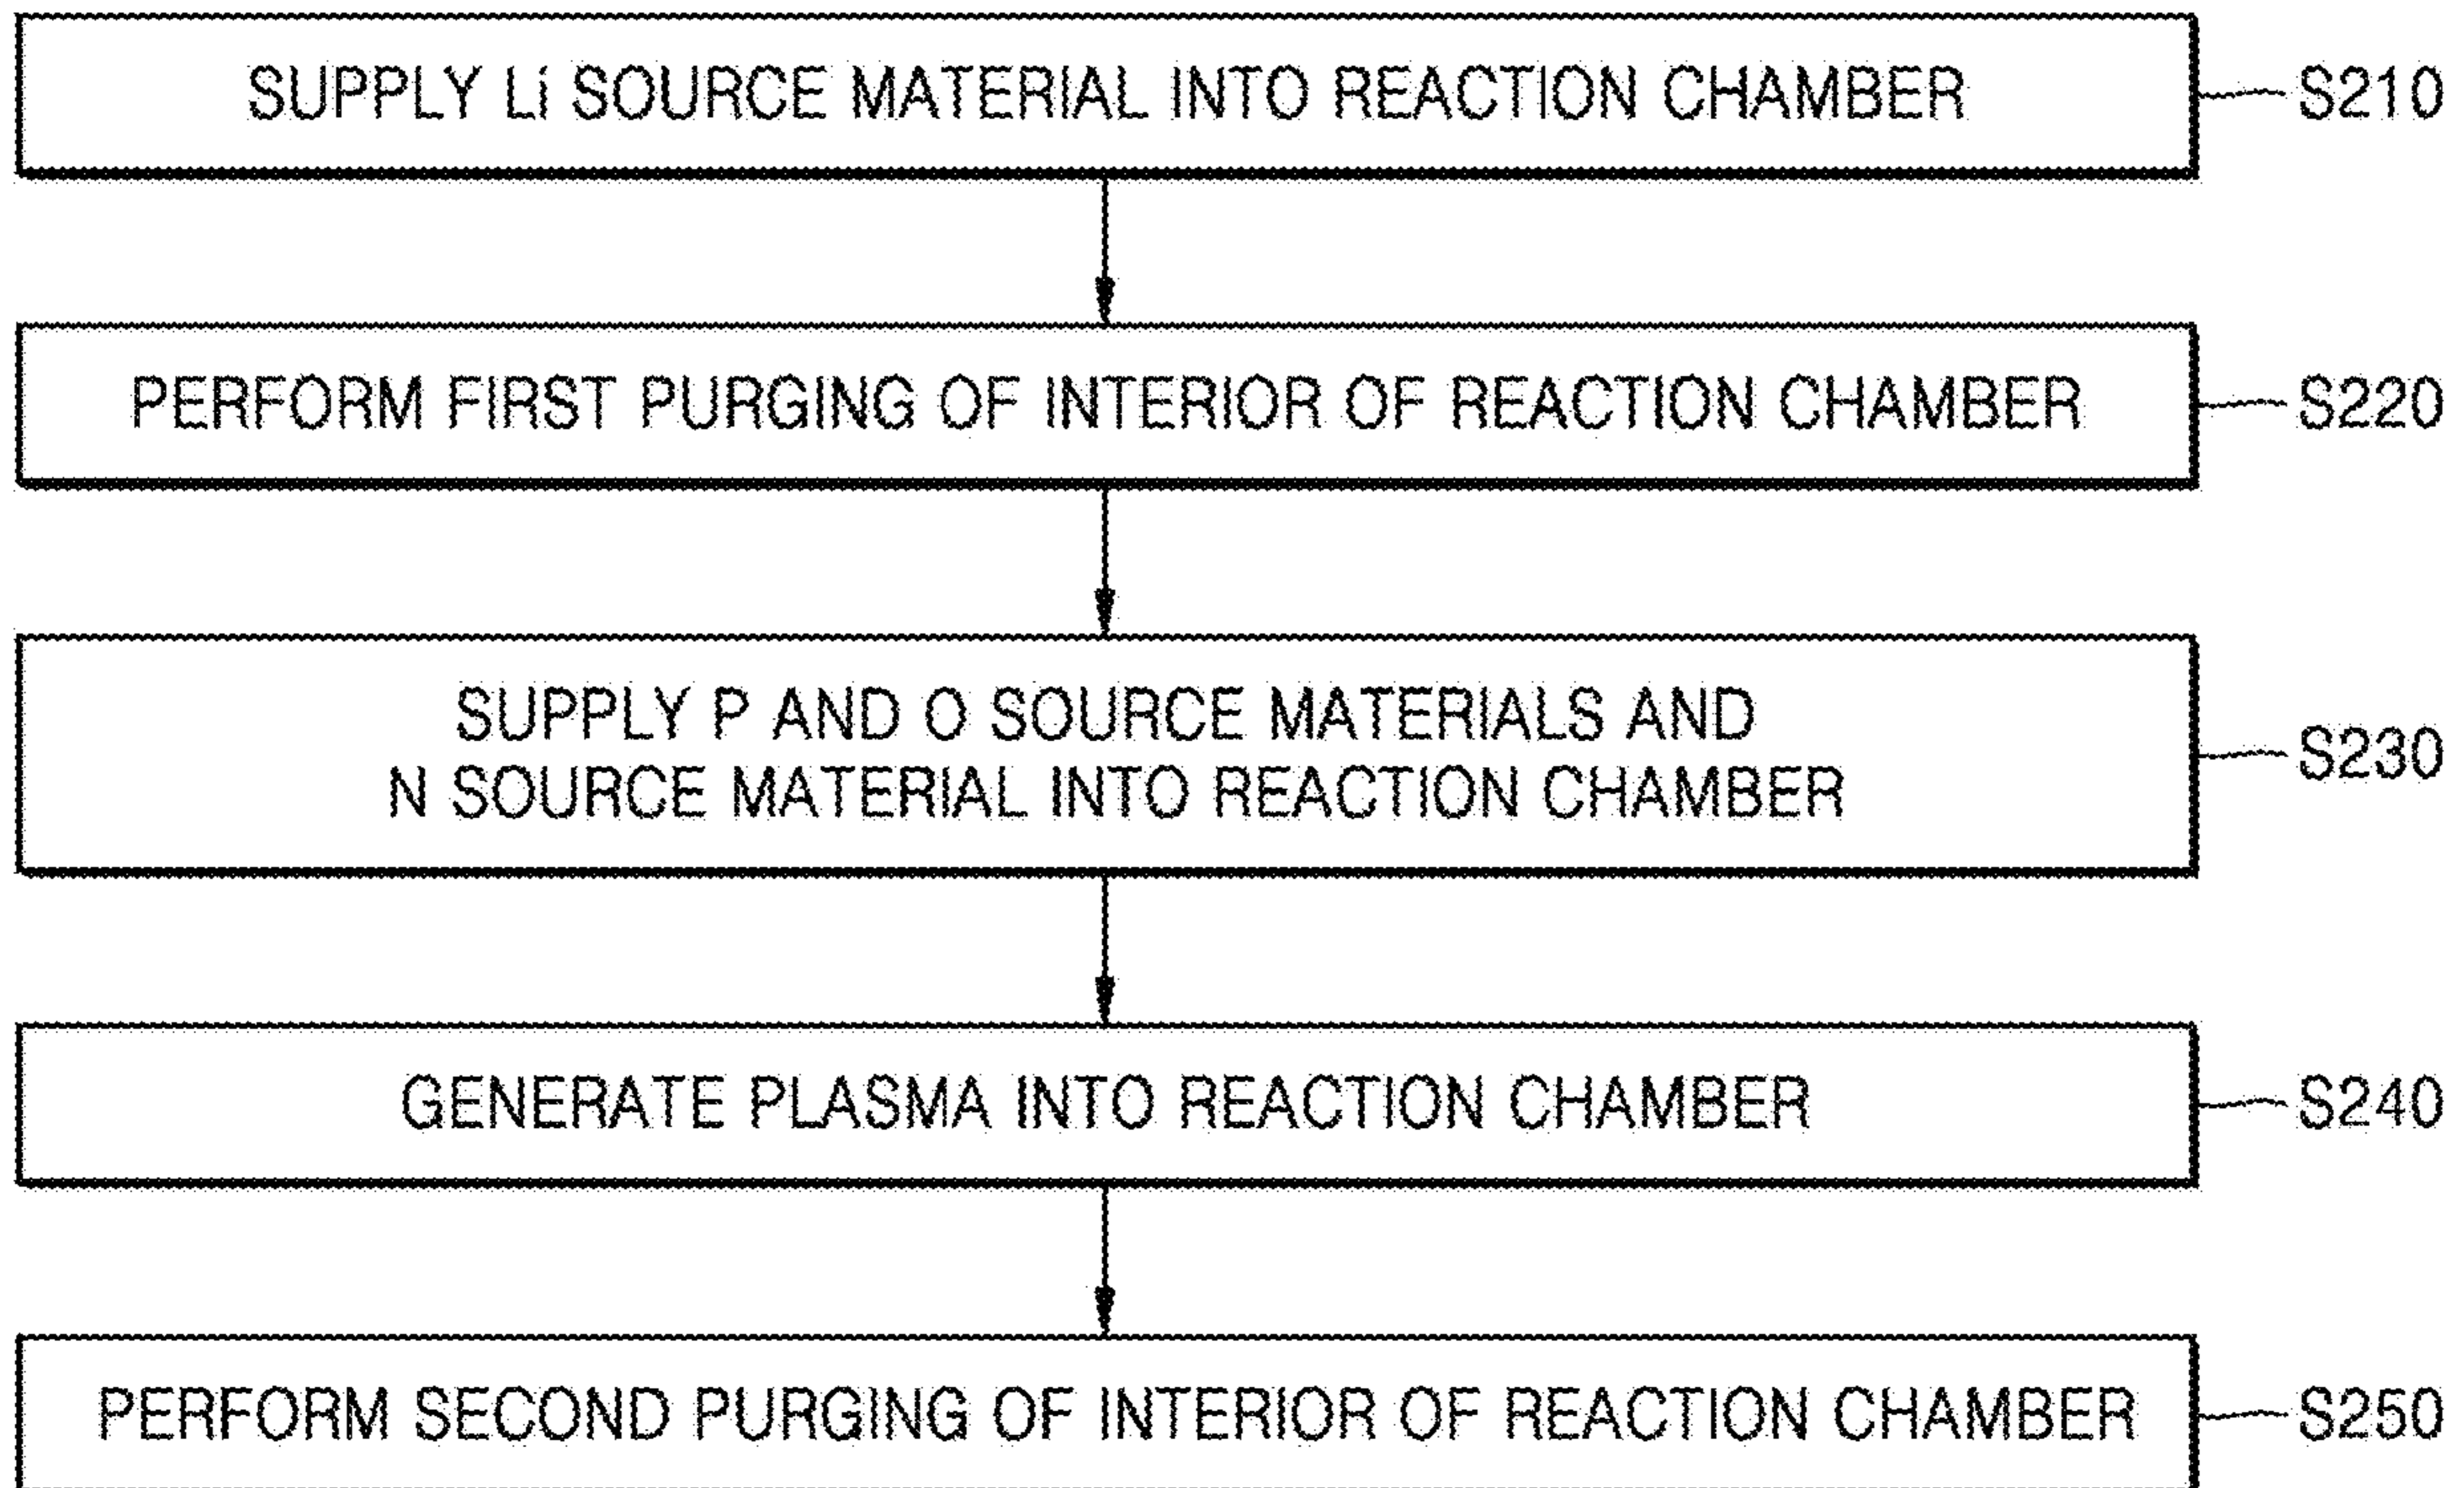 SUPPLY Li SOURCE MATERIAL INTO REACTION CHAMBER
S210
PERFORM FIRST PURGING OF INTERIOR OF REACTION CHAMBER
S220
SUPPLY P AND O SOURCE MATERIALS AND
N SOURCE MATERIAL INTO REACTION CHAMBER
S230
GENERATE PLASMA INTO REACTION CHAMBER
S240
PERFORM SECOND PURGING OF INTERIOR OF REACTION CHAMBER
S250